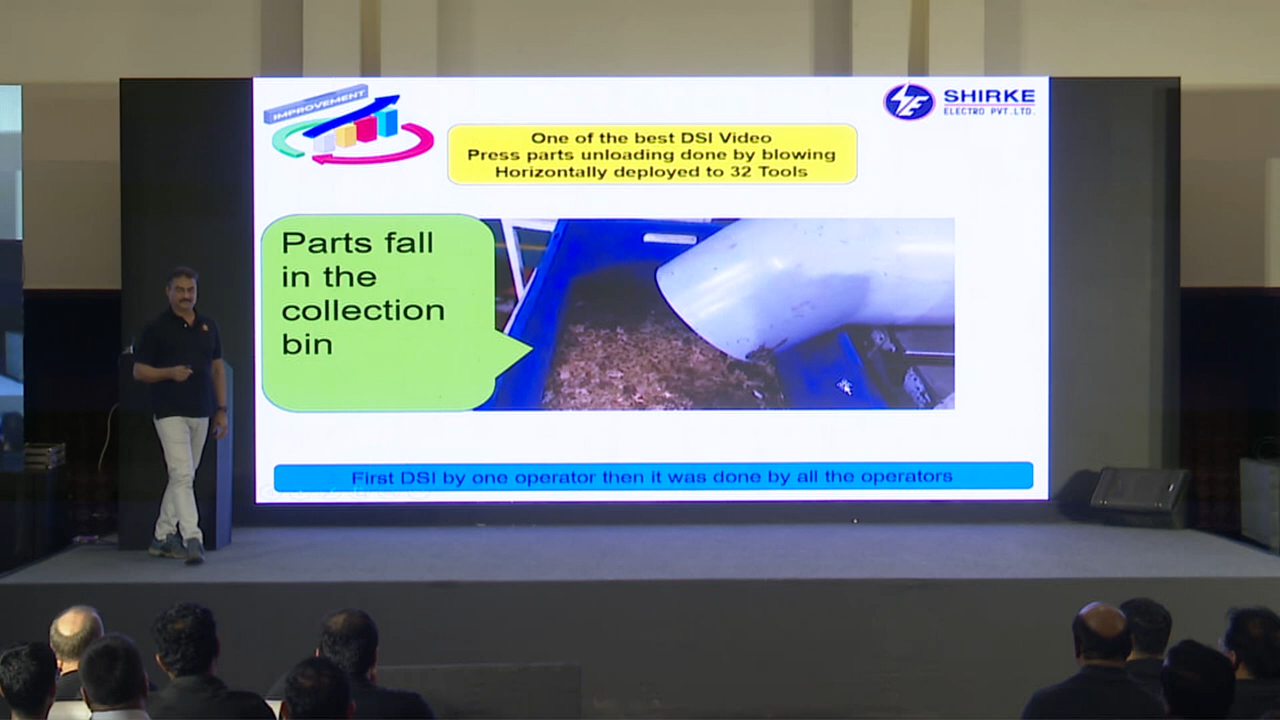 IMPROVEMENT
SHIRKE
ELECTRO PVT.LTD.
One of the best DSI Video
Press parts unloading done by blowing
Horizontally deployed to 32 Tools
Parts fall
in the
collection
bin
First DSI by one operator then it was done by all the operators